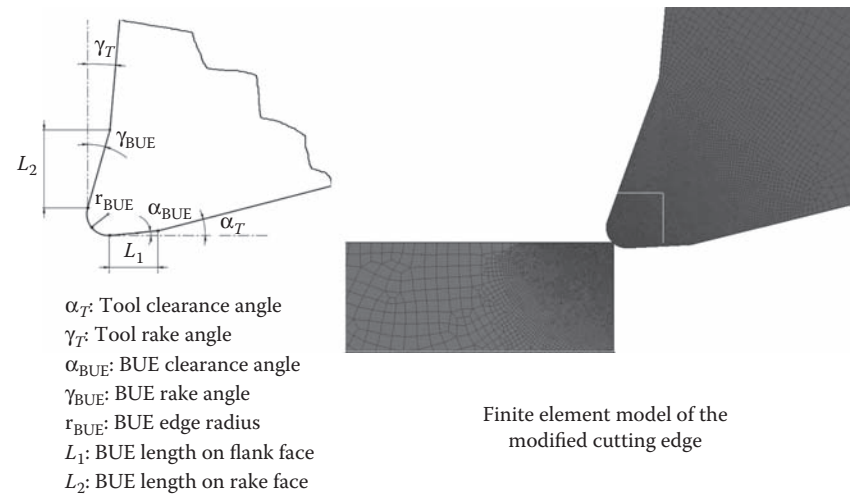 γT
γBUE
L2
rBUE
αBUE
αT
L1
αT: Tool clearance angle
γT: Tool rake angle
αBUE: BUE clearance angle
γBUE: BUE rake angle
rBUE: BUE edge radius
L1: BUE length on flank face
L2: BUE length on rake face
Finite element model of the
modified cutting edge